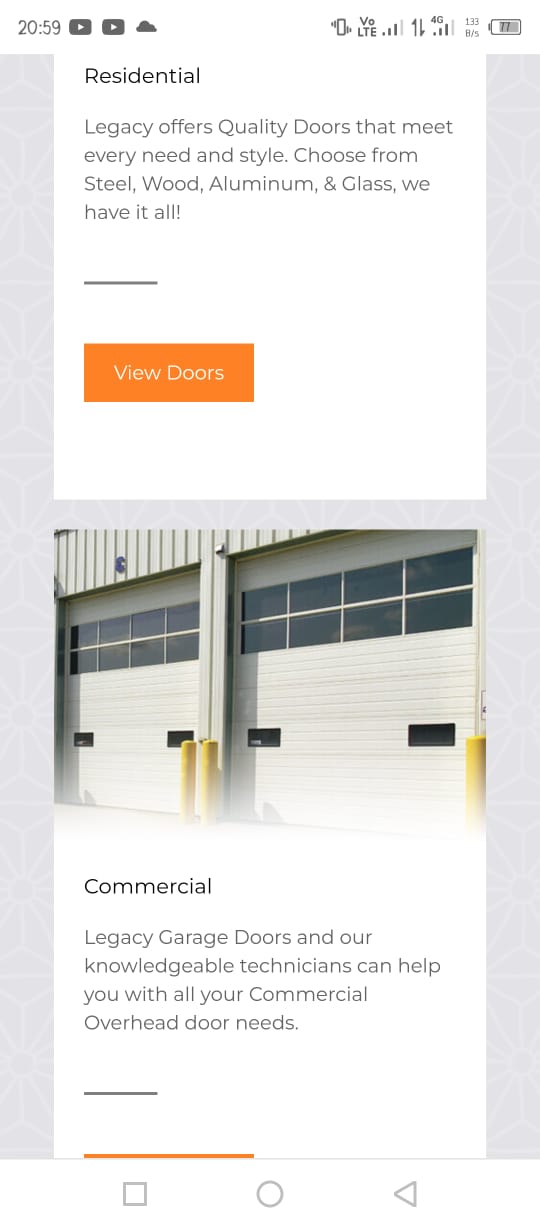 20:59
Vo
LTE
4G
133
B/s
77
Residential
Legacy offers Quality Doors that meet
every need and style. Choose from
Steel, Wood, Aluminum, & Glass, we
have it all!
View Doors
Commercial
Legacy Garage Doors and our
knowledgeable technicians can help
you with all your Commercial
Overhead door needs.